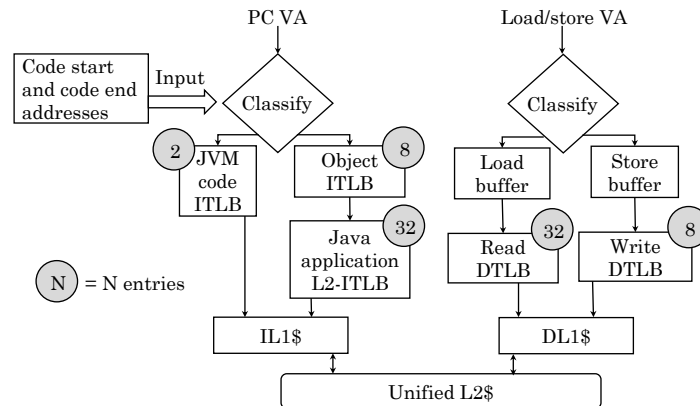 PC VA
Load/store VA
Code start
and code end
addresses
Input
Classify
Classify
2
JVM
code
ITLB
Object
ITLB
8
Load
buffer
Store
buffer
Java
application
L2-ITLB
32
Read
DTLB
32
Write
DTLB
8
N = N entries
IL1$
DL1$
Unified L2$